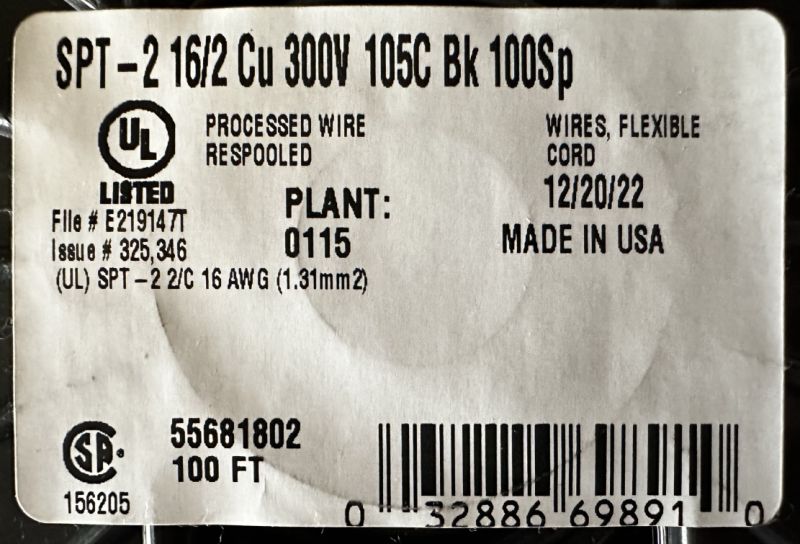 SPT-2 16/2 Cu 300V 105C Bk 100Sp
UL
LISTED
PROCESSED WIRE
RESPOOLED
WIRES, FLEXIBLE
CORD
12/20/22
MADE IN USA
PLANT:
0115
File # E219147T
Issue # 325,346
(UL) SPT-2 2/C 16 AWG (1.31mm2)
SA
156205
55681802
100 FT
0 32886 69891 0